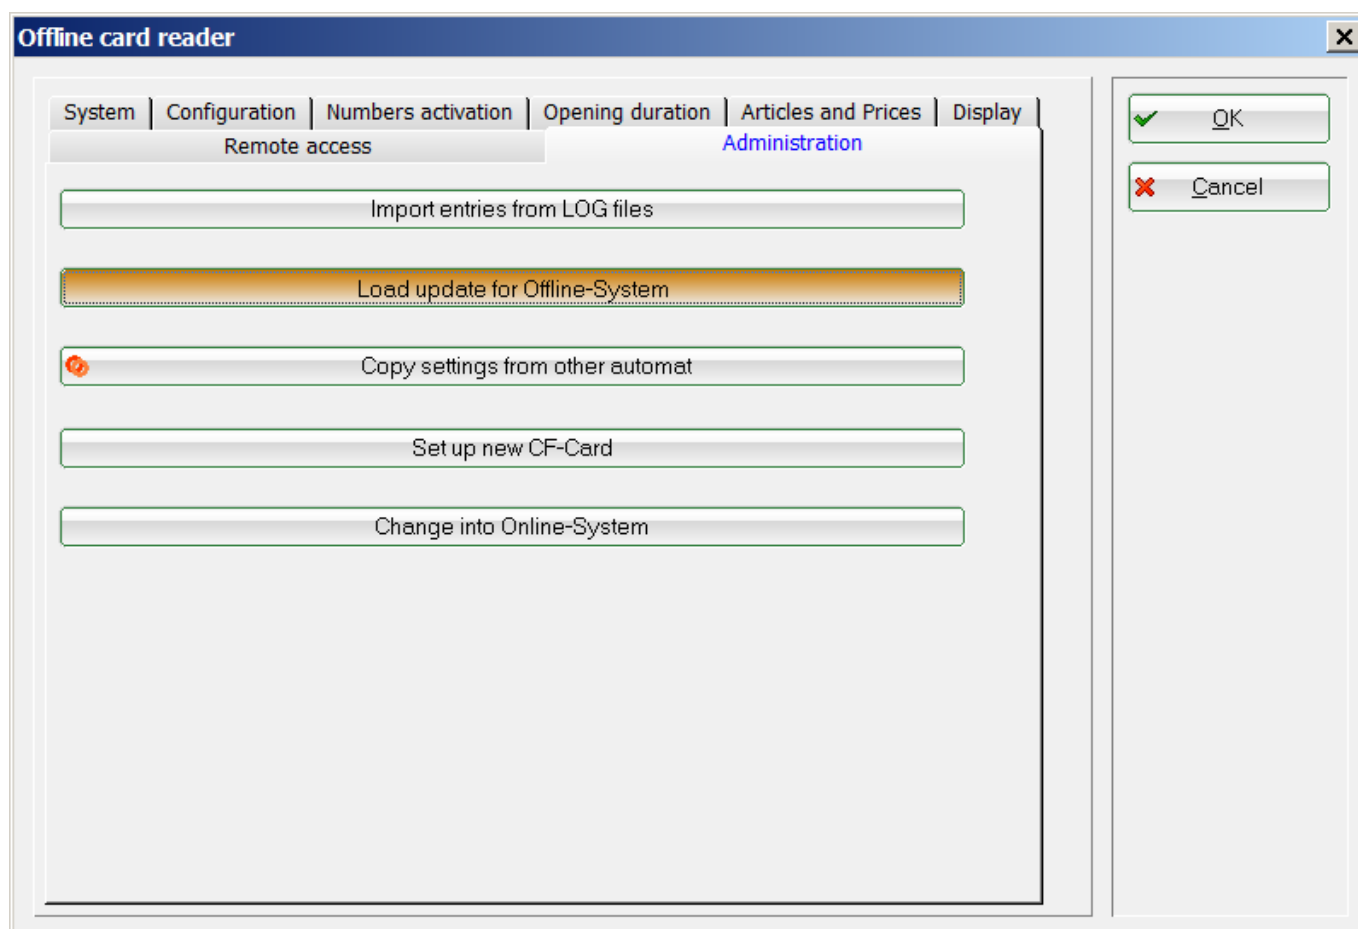 Offline card reader
System Configuration Numbers activation Opening duration Articles and Prices Display
Remote access Administration
Import entries from LOG files
Load update for Offline-System
Copy settings from other automat
Set up new CF-Card
Change into Online-System
OK
Cancel